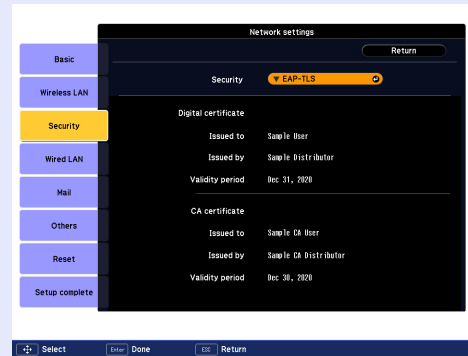 Network settings
Return
Basic
Wireless LAN
Security
Wired LAN
Mail
Others
Reset
Setup complete
Security ▼ EAP-TLS
Digital certificate
Issued to Sample User
Issued by Sample Distributor
Validity period Dec 31, 2020
CA certificate
Issued to Sample CA User
Issued by Sample CA Distributor
Validity period Dec 30, 2020
Select Enter Done ESC Return